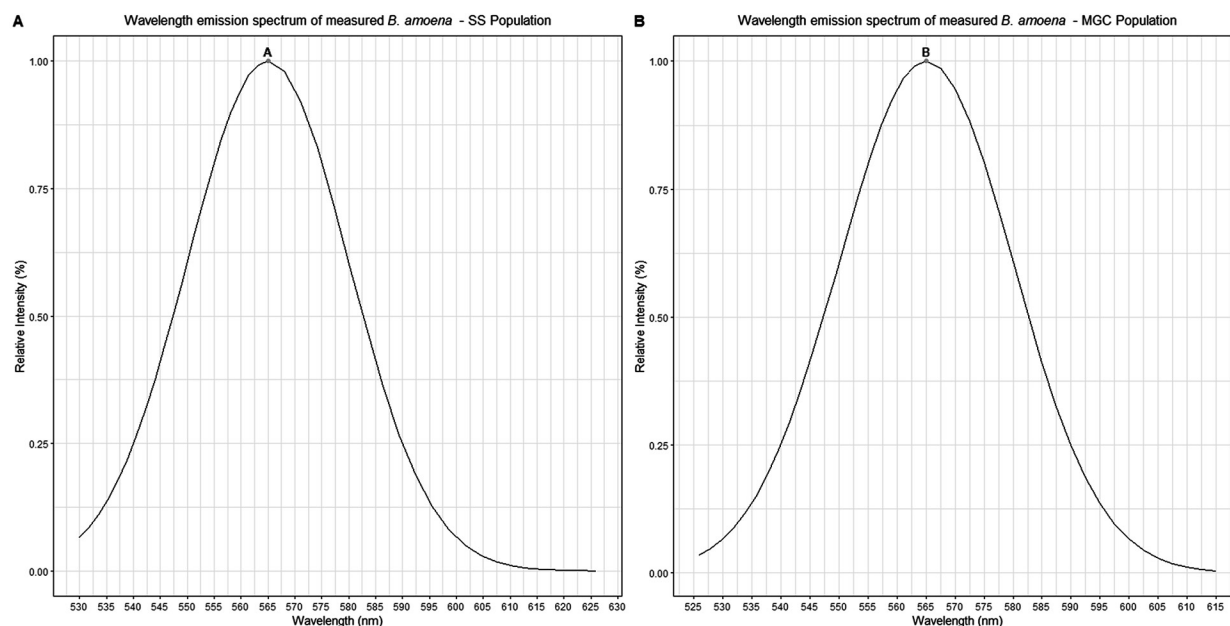 A
Wavelength emission spectrum of measured B. amoena - SS Population
A
1.00
0.75
0.50
0.25
0.00
Relative Intensity (%)
530 535 540 545 550 555 560 565 570 575 580 585 590 595 600 605 610 615 620 625 630
Wavelength (nm)
B
Wavelength emission spectrum of measured B. amoena - MGC Population
B
1.00
0.75
0.50
0.25
0.00
Relative Intensity (%)
525 530 535 540 545 550 555 560 565 570 575 580 585 590 595 600 605 610 615
Wavelength (nm)